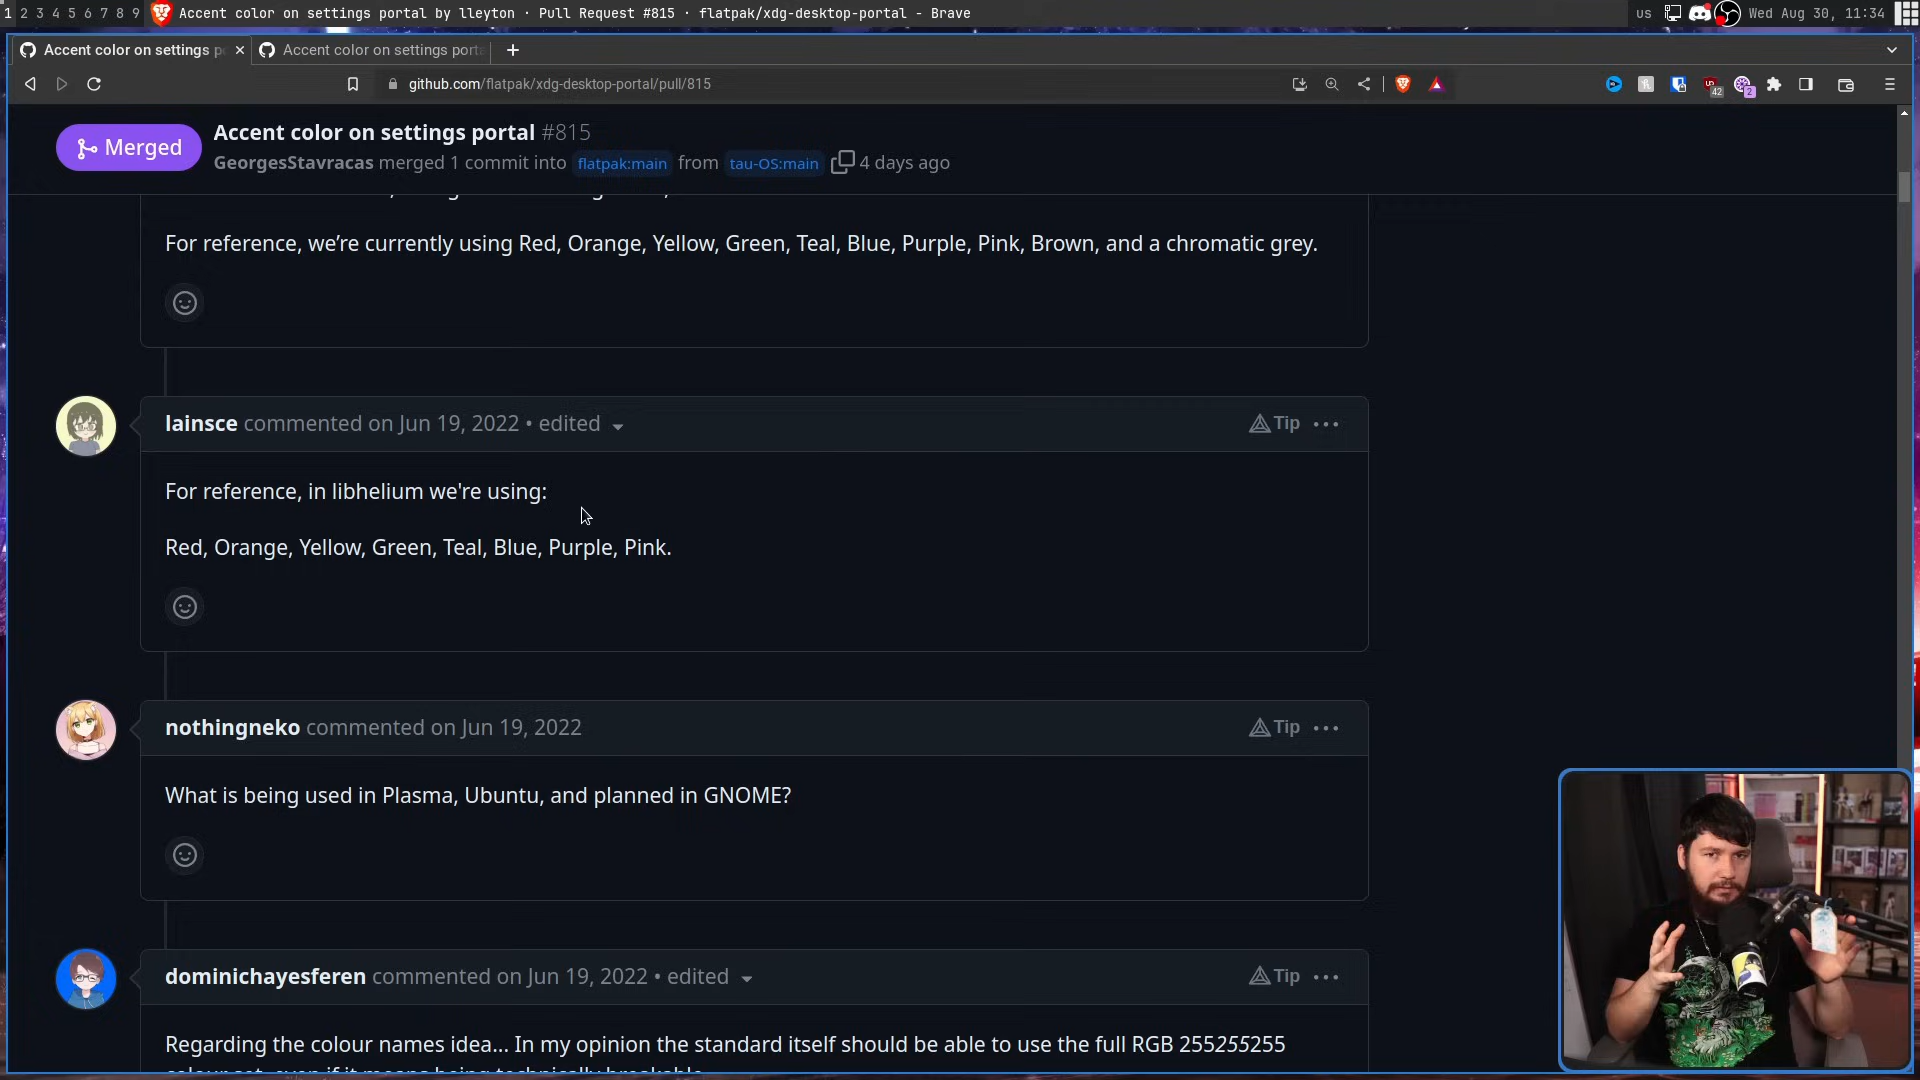 1 2 3 4 5 6 7 8 9 Accent color on settings portal by lleyton · Pull Request #815 · flatpak/xdg-desktop-portal - Brave us Wed Aug 30, 11:34
Accent color on settings p Accent color on settings port
github.com/flatpak/xdg-desktop-portal/pull/815 42 2
Merged
Accent color on settings portal #815
GeorgesStavracas merged 1 commit into flatpak:main from tau-OS:main 4 days ago
For reference, we’re currently using Red, Orange, Yellow, Green, Teal, Blue, Purple, Pink, Brown, and a chromatic grey.
lainsce commented on Jun 19, 2022 • edited Tip
For reference, in libhelium we're using:
Red, Orange, Yellow, Green, Teal, Blue, Purple, Pink.
nothingneko commented on Jun 19, 2022 Tip
What is being used in Plasma, Ubuntu, and planned in GNOME?
dominichayesferen commented on Jun 19, 2022 • edited Tip
Regarding the colour names idea... In my opinion the standard itself should be able to use the full RGB 255255255